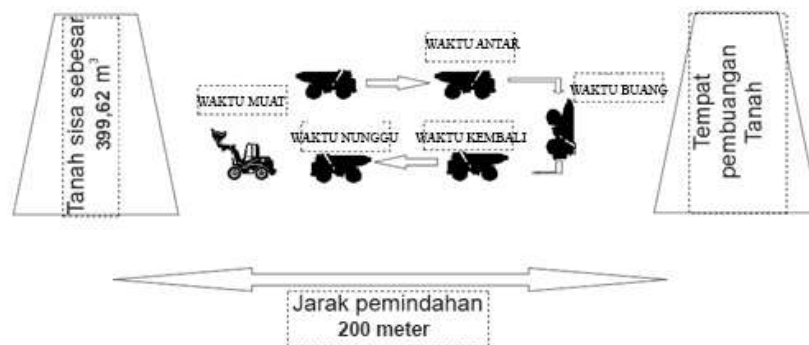 Tanah sisa sebesar
399,62 m³
WAKTU MUAT
WAKTU ANTAR
WAKTU BUANG
WAKTU NUNGGU
WAKTU KEMBALI
Tempat
pembuangan
Tanah
Jarak pemindahan
200 meter